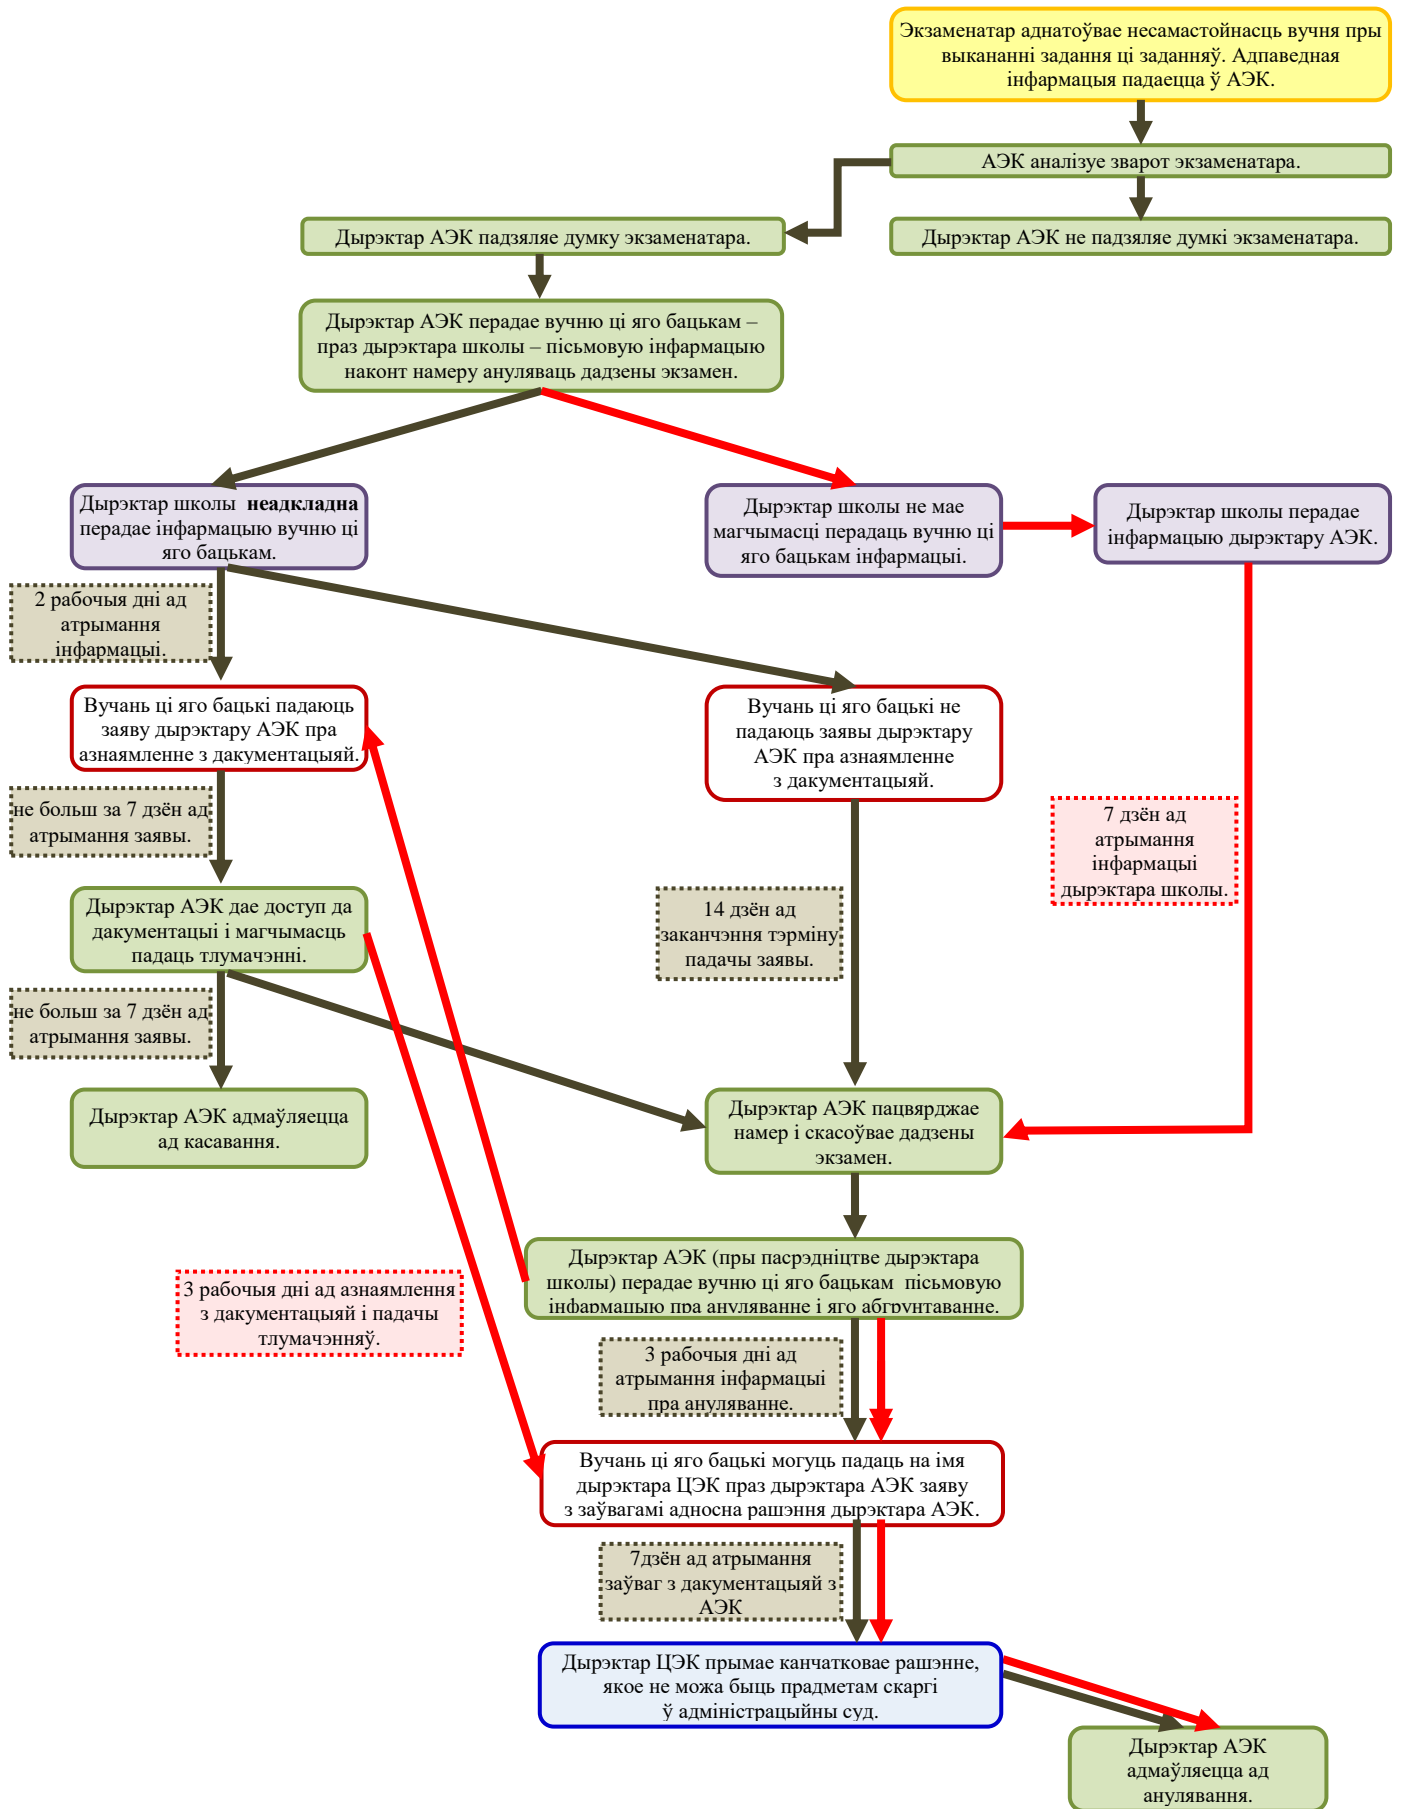 Экзаменатар аднатоўвае несамастойнасць вучня пры
выкананні задання ці заданняў. Адпаведная
інфармацыя падаецца ў АЭК.
АЭК аналізуе зварот экзаменатара.
Дырэктар АЭК падзяляе думку экзаменатара.
Дырэктар АЭК не падзяляе думкі экзаменатара.
Дырэктар АЭК перадае вучню ці яго бацькам –
праз дырэктара школы – пісьмовую інфармацыю
наконт намеру ануляваць дадзены экзамен.
Дырэктар школы неадкладна
перадае інфармацыю вучню ці
яго бацькам.
Дырэктар школы не мае
магчымасці перадаць вучню ці
яго бацькам інфармацыі.
Дырэктар школы перадае
інфармацыю дырэктару АЭК.
2 рабочыя дні ад
атрымання
інфармацыі.
Вучань ці яго бацькі падаюць
заяву дырэктару АЭК пра
азнаямленне з дакументацыяй.
Вучань ці яго бацькі не
падаюць заявы дырэктару
АЭК пра азнаямленне
з дакументацыяй.
не больш за 7 дзён ад
атрымання заявы.
7 дзён ад
атрымання
інфармацыі
дырэктара школы.
Дырэктар АЭК дае доступ да
дакументацыі і магчымасць
падаць тлумачэнні.
14 дзён ад
заканчэння тэрміну
падачы заявы.
не больш за 7 дзён ад
атрымання заявы.
Дырэктар АЭК адмаўляецца
ад касавання.
Дырэктар АЭК пацвярджае
намер і скасоўвае дадзены
экзамен.
Дырэктар АЭК (пры пасрэдніцтве дырэктара
школы) перадае вучню ці яго бацькам пісьмовую
інфармацыю пра ануляванне і яго абгрунтаванне.
3 рабочыя дні ад азнаямлення
з дакументацыяй і падачы
тлумачэнняў.
3 рабочыя дні ад
атрымання інфармацыі
пра ануляванне.
Вучань ці яго бацькі могуць падаць на імя
дырэктара ЦЭК праз дырэктара АЭК заяву
з заўвагамі адносна рашэння дырэктара АЭК.
7дзён ад атрымання
заўваг з дакументацыяй з
АЭК
Дырэктар ЦЭК прымае канчатковае рашэнне,
якое не можа быць прадметам скаргі
ў адміністрацыйны суд.
Дырэктар АЭК
адмаўляецца ад
анулявання.